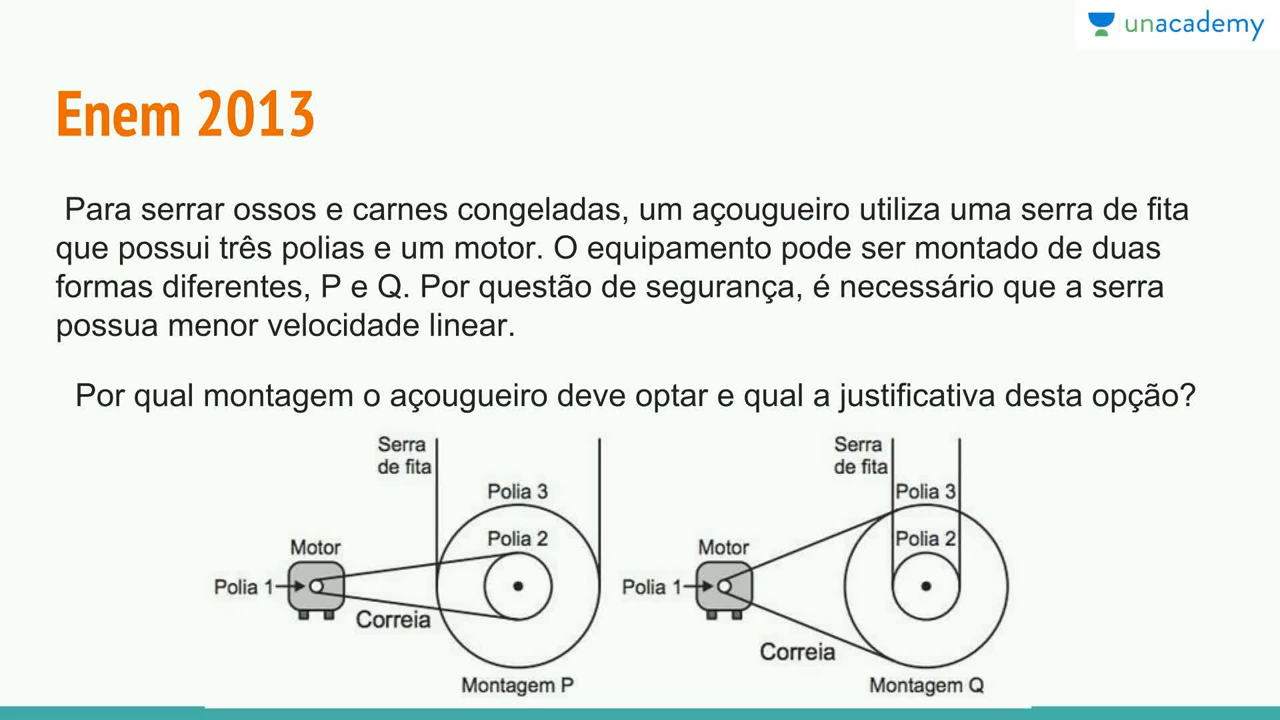 unacademy
Enem 2013
Para serrar ossos e carnes congeladas, um açougueiro utiliza uma serra de fita
que possui três polias e um motor. O equipamento pode ser montado de duas
formas diferentes, P e Q. Por questão de segurança, é necessário que a serra
possua menor velocidade linear.
Por qual montagem o açougueiro deve optar e qual a justificativa desta opção?
Serra
de fita
Polia 3
Polia 2
Motor
Polia 1
Correia
Montagem P
Serra
de fita
Polia 3
Polia 2
Motor
Polia 1
Correia
Montagem Q